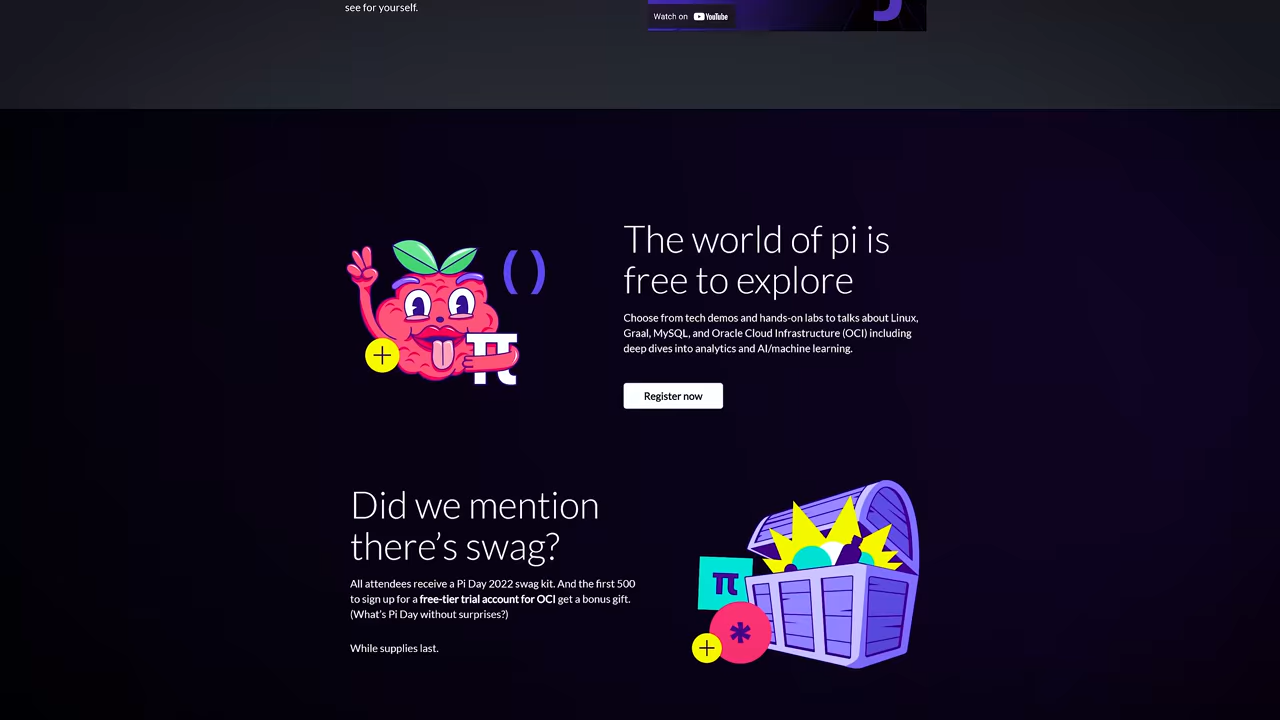 see for yourself.
Watch on YouTube
The world of pi is
free to explore
Choose from tech demos and hands-on labs to talks about Linux,
Graal, MySQL, and Oracle Cloud Infrastructure (OCI) including
deep dives into analytics and AI/machine learning.
( )
+
π
Register now
Did we mention
there’s swag?
All attendees receive a Pi Day 2022 swag kit. And the first 500
to sign up for a free-tier trial account for OCI get a bonus gift.
(What’s Pi Day without surprises?)
While supplies last.
π
*
+